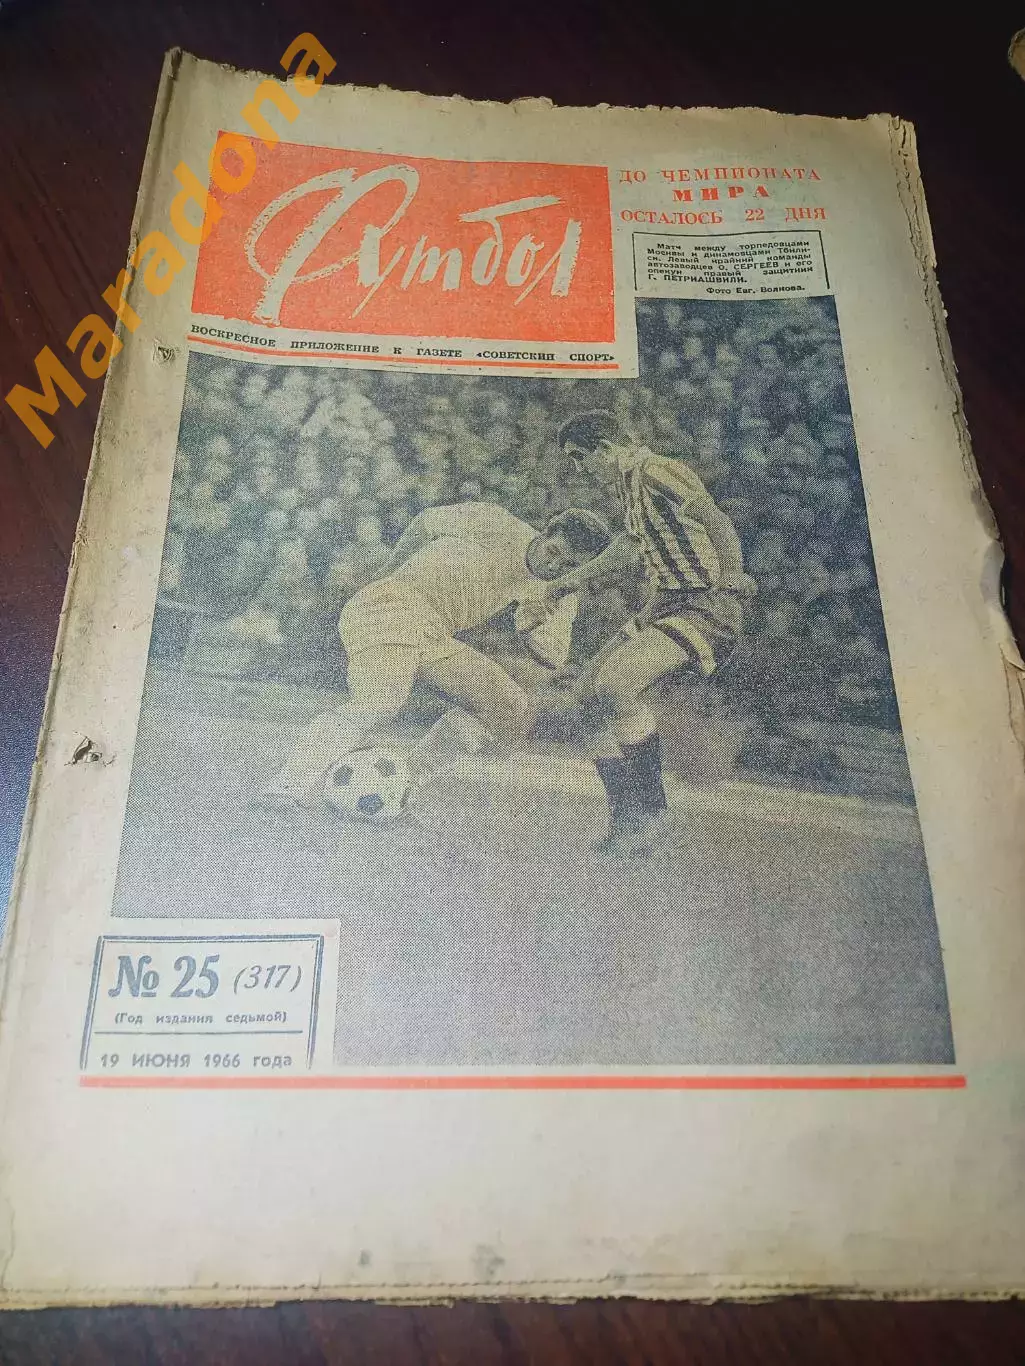 Maradona
Футбол
ДО ЧЕМПИОНАТА
МИРА
ОСТАЛОСЬ 22 ДНЯ
Матч между торпедовцами
Москвы и динамовцами Тбили-
си. Левый крайний команды
автозаводцев О. СЕРГЕЕВ и его
опекун правый защитник
Г. ПЕТРИАШВИЛИ.
Фото Евг. Волкова.
ВОСКРЕСНОЕ ПРИЛОЖЕНИЕ К ГАЗЕТЕ «СОВЕТСКИЙ СПОРТ»
№ 25 (317)
(Год издания седьмой)
19 ИЮНЯ 1966 года